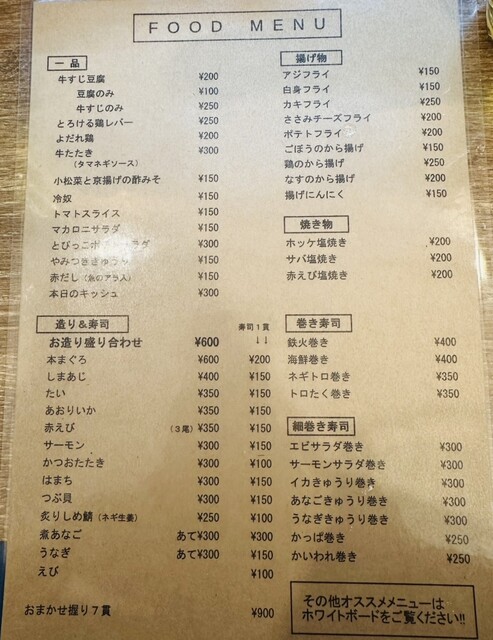 FOOD MENU
一品
牛すじ豆腐 ¥200
豆腐のみ ¥100
牛すじのみ ¥250
とろける鶏レバー ¥250
よだれ鶏 ¥200
牛たたき ¥300
(タマネギソース)
小松菜と京揚げの酢みそ ¥150
冷奴 ¥150
トマトスライス ¥150
マカロニサラダ ¥150
とびっこポテトサラダ ¥300
やみつききゅうり ¥150
赤だし(魚のアラ入) ¥150
本日のキッシュ ¥300
揚げ物
アジフライ ¥150
白身フライ ¥150
カキフライ ¥250
ささみチーズフライ ¥200
ポテトフライ ¥200
ごぼうのから揚げ ¥150
鶏のから揚げ ¥250
なすのから揚げ ¥200
揚げにんにく ¥150
焼き物
ホッケ塩焼き ¥200
サバ塩焼き ¥200
赤えび塩焼き ¥200
造り&寿司 寿司1貫
お造り盛り合わせ ¥600 ↓↓
本まぐろ ¥600 ¥200
しまあじ ¥400 ¥150
たい ¥350 ¥150
あおりいか ¥350 ¥150
赤えび (3尾)¥350 ¥150
サーモン ¥300 ¥150
かつおたたき ¥300 ¥100
はまち ¥300 ¥150
つぶ貝 ¥300 ¥150
炙りしめ鯖(ネギ生姜) ¥250 ¥100
煮あなご あて¥300 ¥150
うなぎ あて¥300 ¥150
えび ¥100
おまかせ握り7貫 ¥900
巻き寿司
鉄火巻き ¥400
海鮮巻き ¥400
ネギトロ巻き ¥350
トロたく巻き ¥350
細巻き寿司
エビサラダ巻き ¥300
サーモンサラダ巻き ¥300
イカきゅうり巻き ¥300
あなごきゅうり巻き ¥300
うなぎきゅうり巻き ¥300
かっぱ巻き ¥250
かいわれ巻き ¥250
その他オススメメニューは
ホワイトボードをご覧ください!!